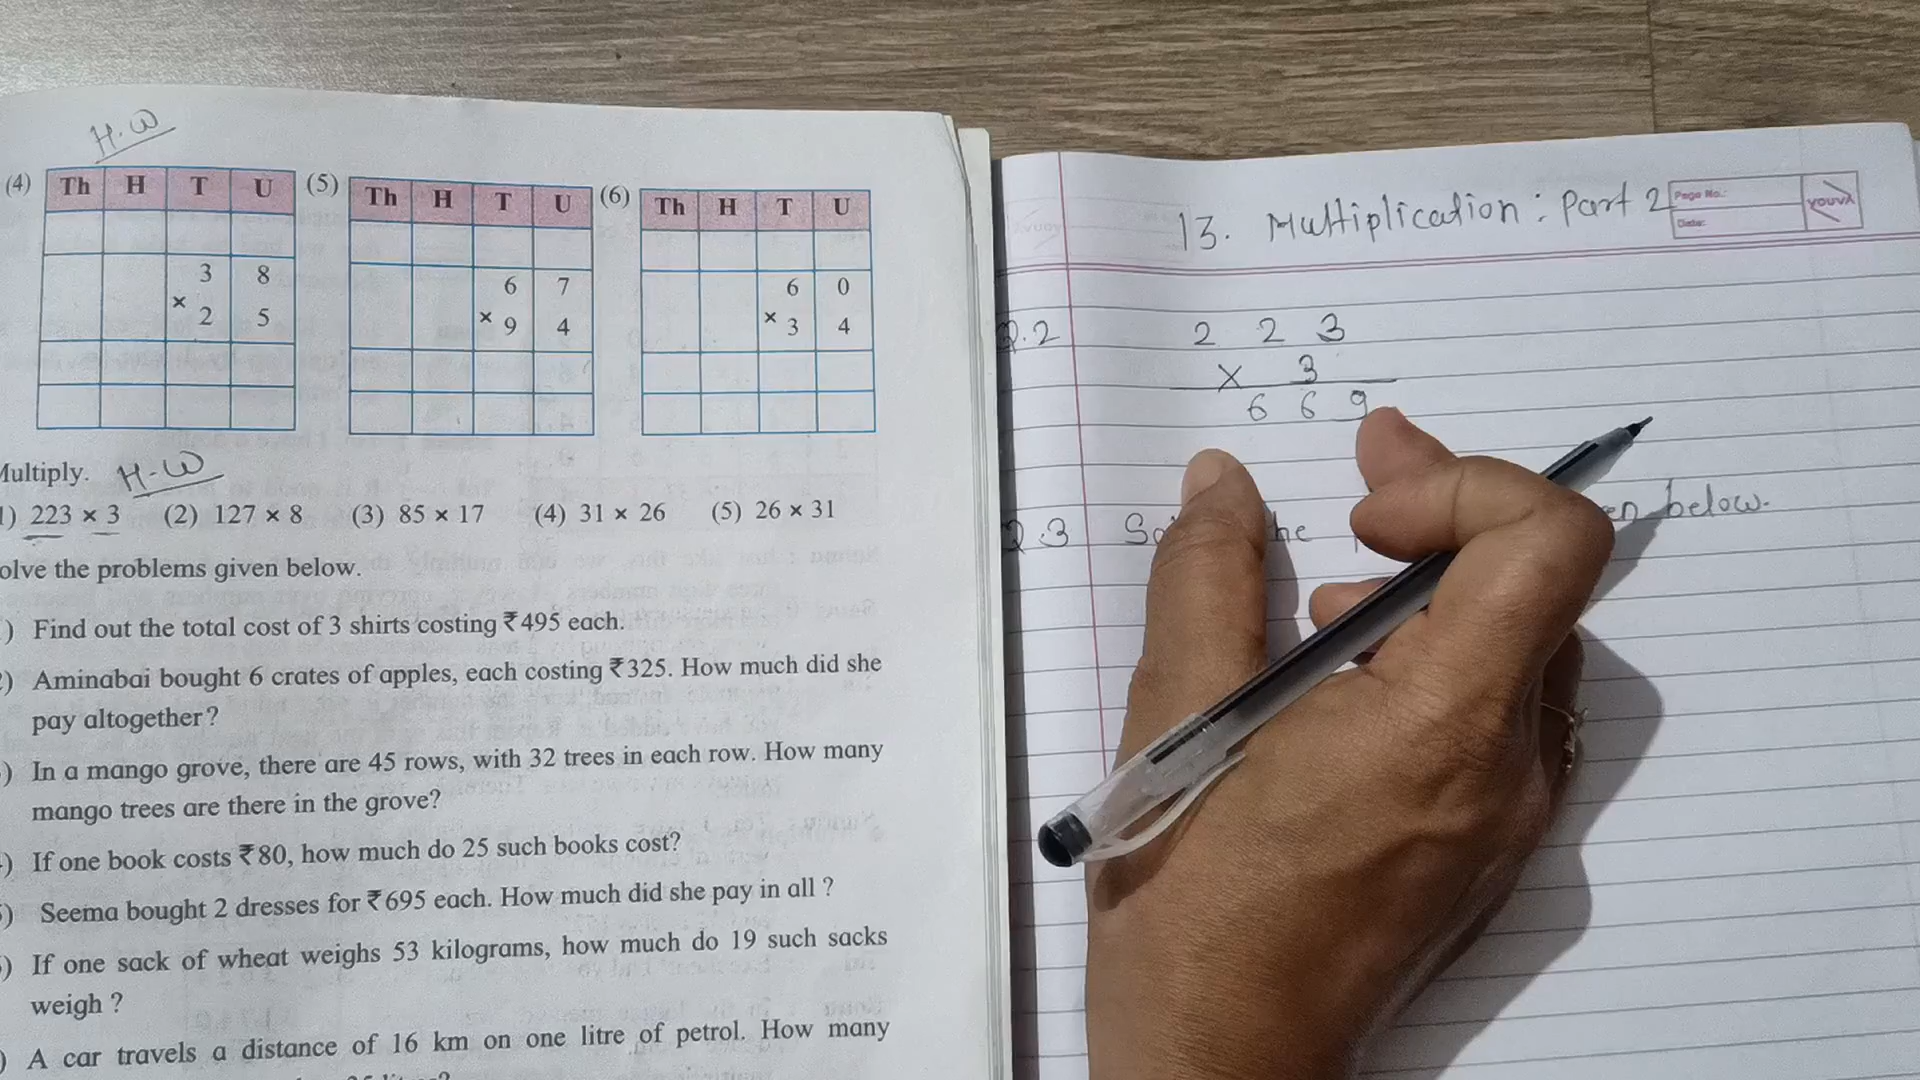 H.W
(4) Th H T U (5) Th H T U (6) Th H T U
3 8 6 7 6 0
× 2 5 × 9 4 × 3 4
Multiply. H.W
1) 223 × 3 (2) 127 × 8 (3) 85 × 17 (4) 31 × 26 (5) 26 × 31
olve the problems given below.
) Find out the total cost of 3 shirts costing ₹495 each.
2) Aminabai bought 6 crates of apples, each costing ₹325. How much did she
pay altogether?
) In a mango grove, there are 45 rows, with 32 trees in each row. How many
mango trees are there in the grove?
) If one book costs ₹80, how much do 25 such books cost?
5) Seema bought 2 dresses for ₹695 each. How much did she pay in all ?
) If one sack of wheat weighs 53 kilograms, how much do 19 such sacks
weigh ?
) A car travels a distance of 16 km on one litre of petrol. How many
13. Multiplication : Part 2
Page No.:
Date:
YOUVA
Q.2 2 2 3
× 3
6 6 9
Q.3 below.